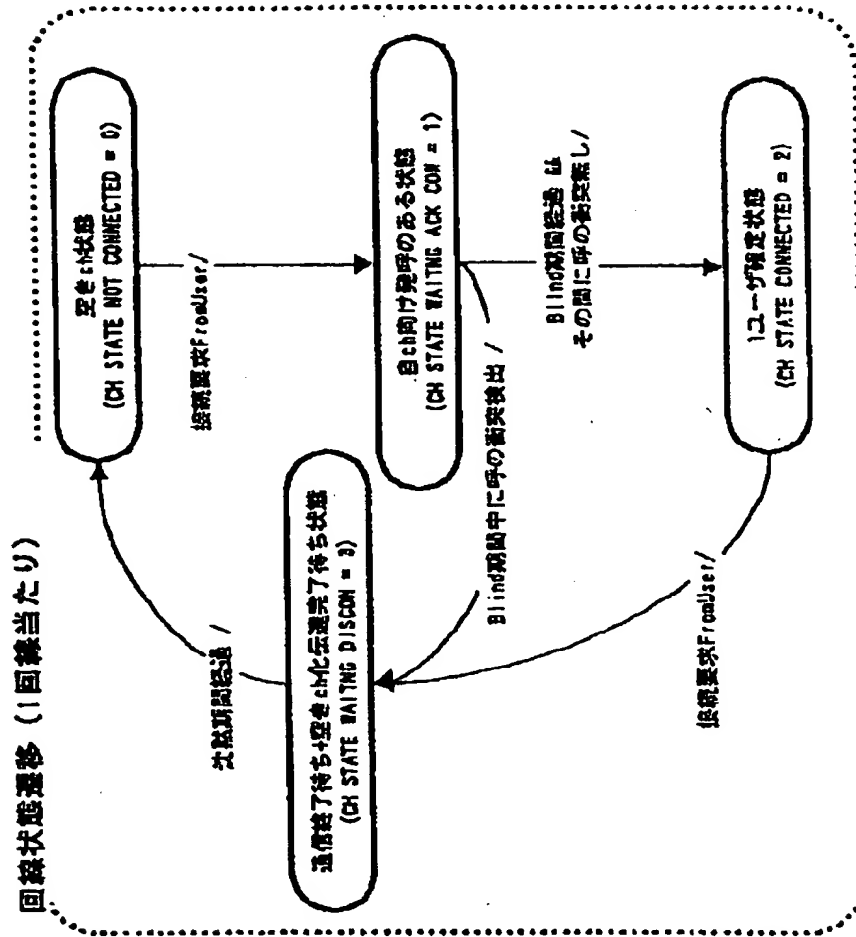 回線状態遷移 (1回線当たり)
空きch状態
(CH STATE NOT CONNECTED = 0)
接続要求FromUser/
自ch向け発呼のある状態
(CH STATE WAITNG ACK CON = 1)
Blind期間経過 &&
その間に呼の衝突無し/
1ユーザ確定状態
(CH STATE CONNECTED = 2)
沈黙期間経過 /
通信終了待ち+空きch化伝達完了待ち状態
(CH STATE WAITNG DISCON = 3)
Blind期間中に呼の衝突検出 /
接続要求FromUser/